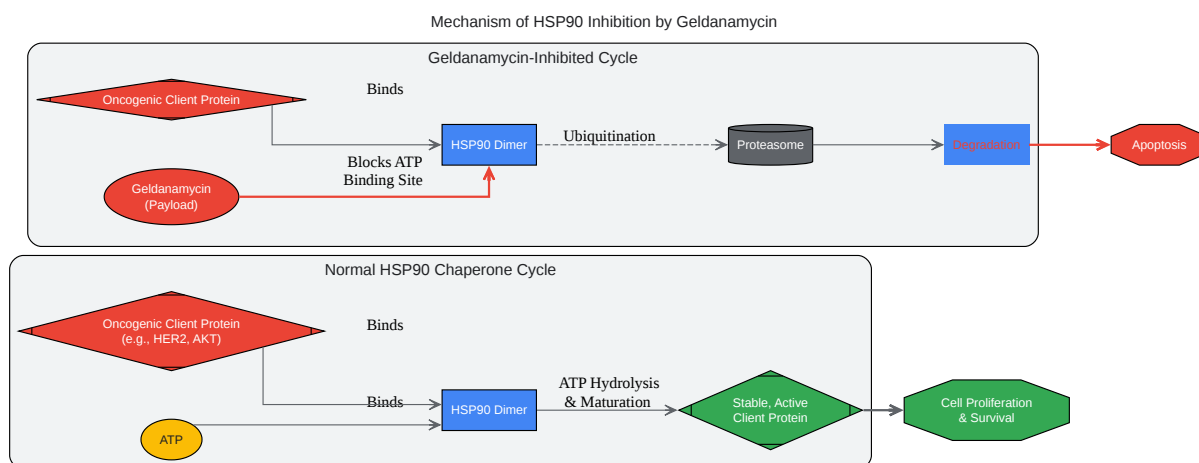 Mechanism of HSP90 Inhibition by Geldanamycin
Geldanamycin-Inhibited Cycle
Oncogenic Client Protein
Binds
HSP90 Dimer
Ubiquitination
Proteasome
Degradation
Apoptosis
Blocks ATP
Binding Site
Geldanamycin
(Payload)
Normal HSP90 Chaperone Cycle
Oncogenic Client Protein
(e.g., HER2, AKT)
Binds
Binds
ATP
HSP90 Dimer
ATP Hydrolysis
& Maturation
Stable, Active
Client Protein
Cell Proliferation
& Survival